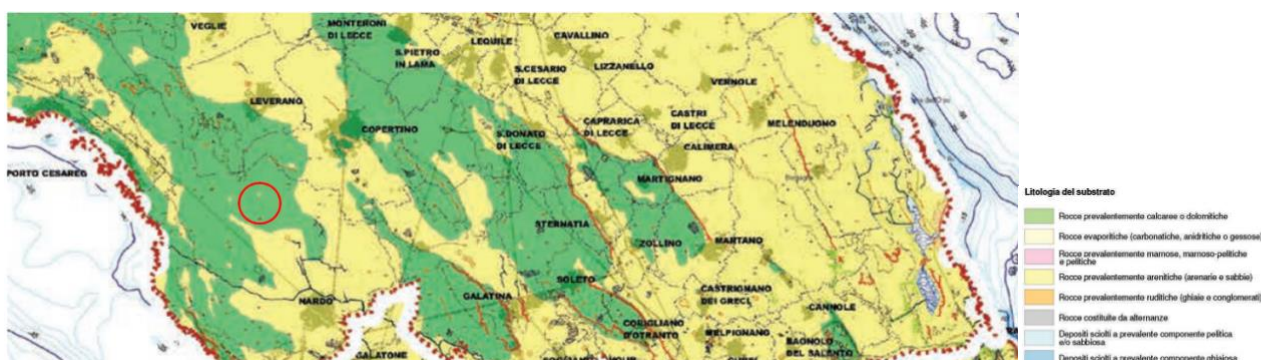 VEGLIE
MONTERONI
DI LECCE
S.PIETRO
IN LAMA
LEQUILE
CAVALLINO
S.CESARIO
DI LECCE
LIZZANELLO
VERNOLE
LEVERANO
COPERTINO
S.DONATO
DI LECCE
CAPRARICA
DI LECCE
CASTRI
DI LECCE
MELENDUGNO
CALIMERA
PORTO CESAREO
MARTIGNANO
STERNATIA
ZOLLINO
MARTANO
SOLETO
NARDO
GALATINA
CASTRIGNANO
DEI GRECI
CANNOLE
CORIGLIANO
D'OTRANTO
MELPIGNANO
BAGNOLO
DEL SALENTO
GALATONE
Litologia del substrato
Rocce prevalentemente calcaree o dolomitiche
Rocce evaporitiche (carbonatiche, anidritiche o gessose)
Rocce prevalentemente marnose, marnoso-pelitiche
e pelitiche
Rocce prevalentemente arenitiche (arenarie e sabbie)
Rocce prevalentemente ruditiche (ghiaie e conglomerati)
Rocce costituite da alternanze
Depositi sciolti a prevalente componente pelitica
e/o sabbiosa
Depositi sciolti a prevalente componente ghiaiosa